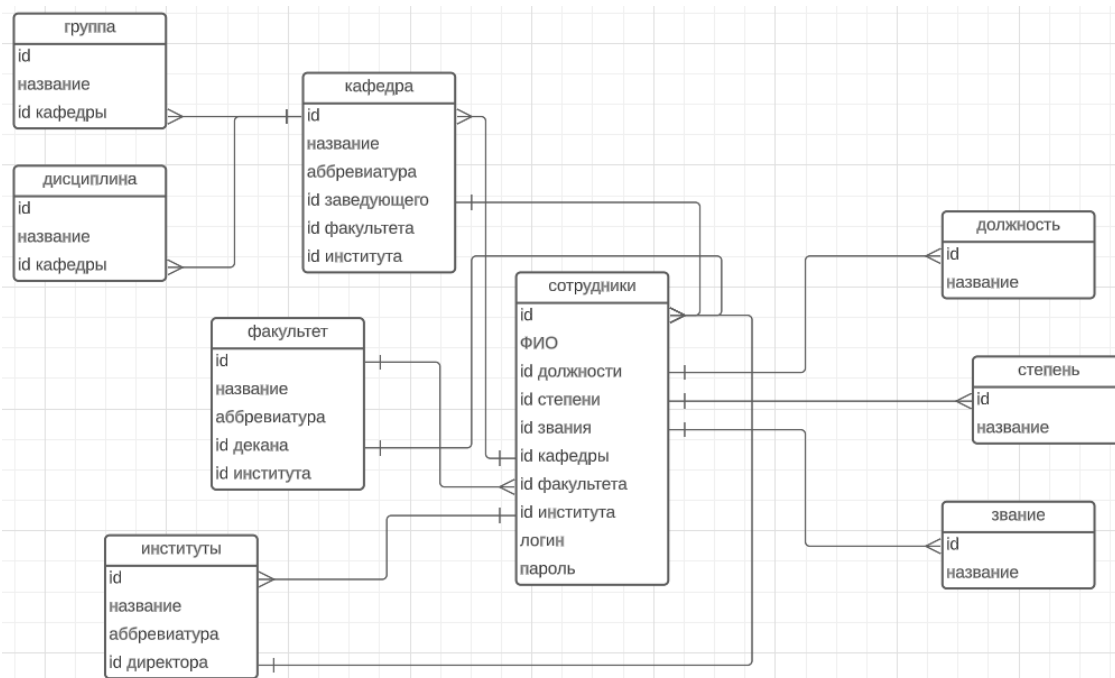 группа
id
название
id кафедры
дисциплина
id
название
id кафедры
кафедра
id
название
аббревиатура
id заведующего
id факультета
id института
факультет
id
название
аббревиатура
id декана
id института
институты
id
название
аббревиатура
id директора
сотрудники
id
ФИО
id должности
id степени
id звания
id кафедры
id факультета
id института
логин
пароль
должность
id
название
степень
id
название
звание
id
название